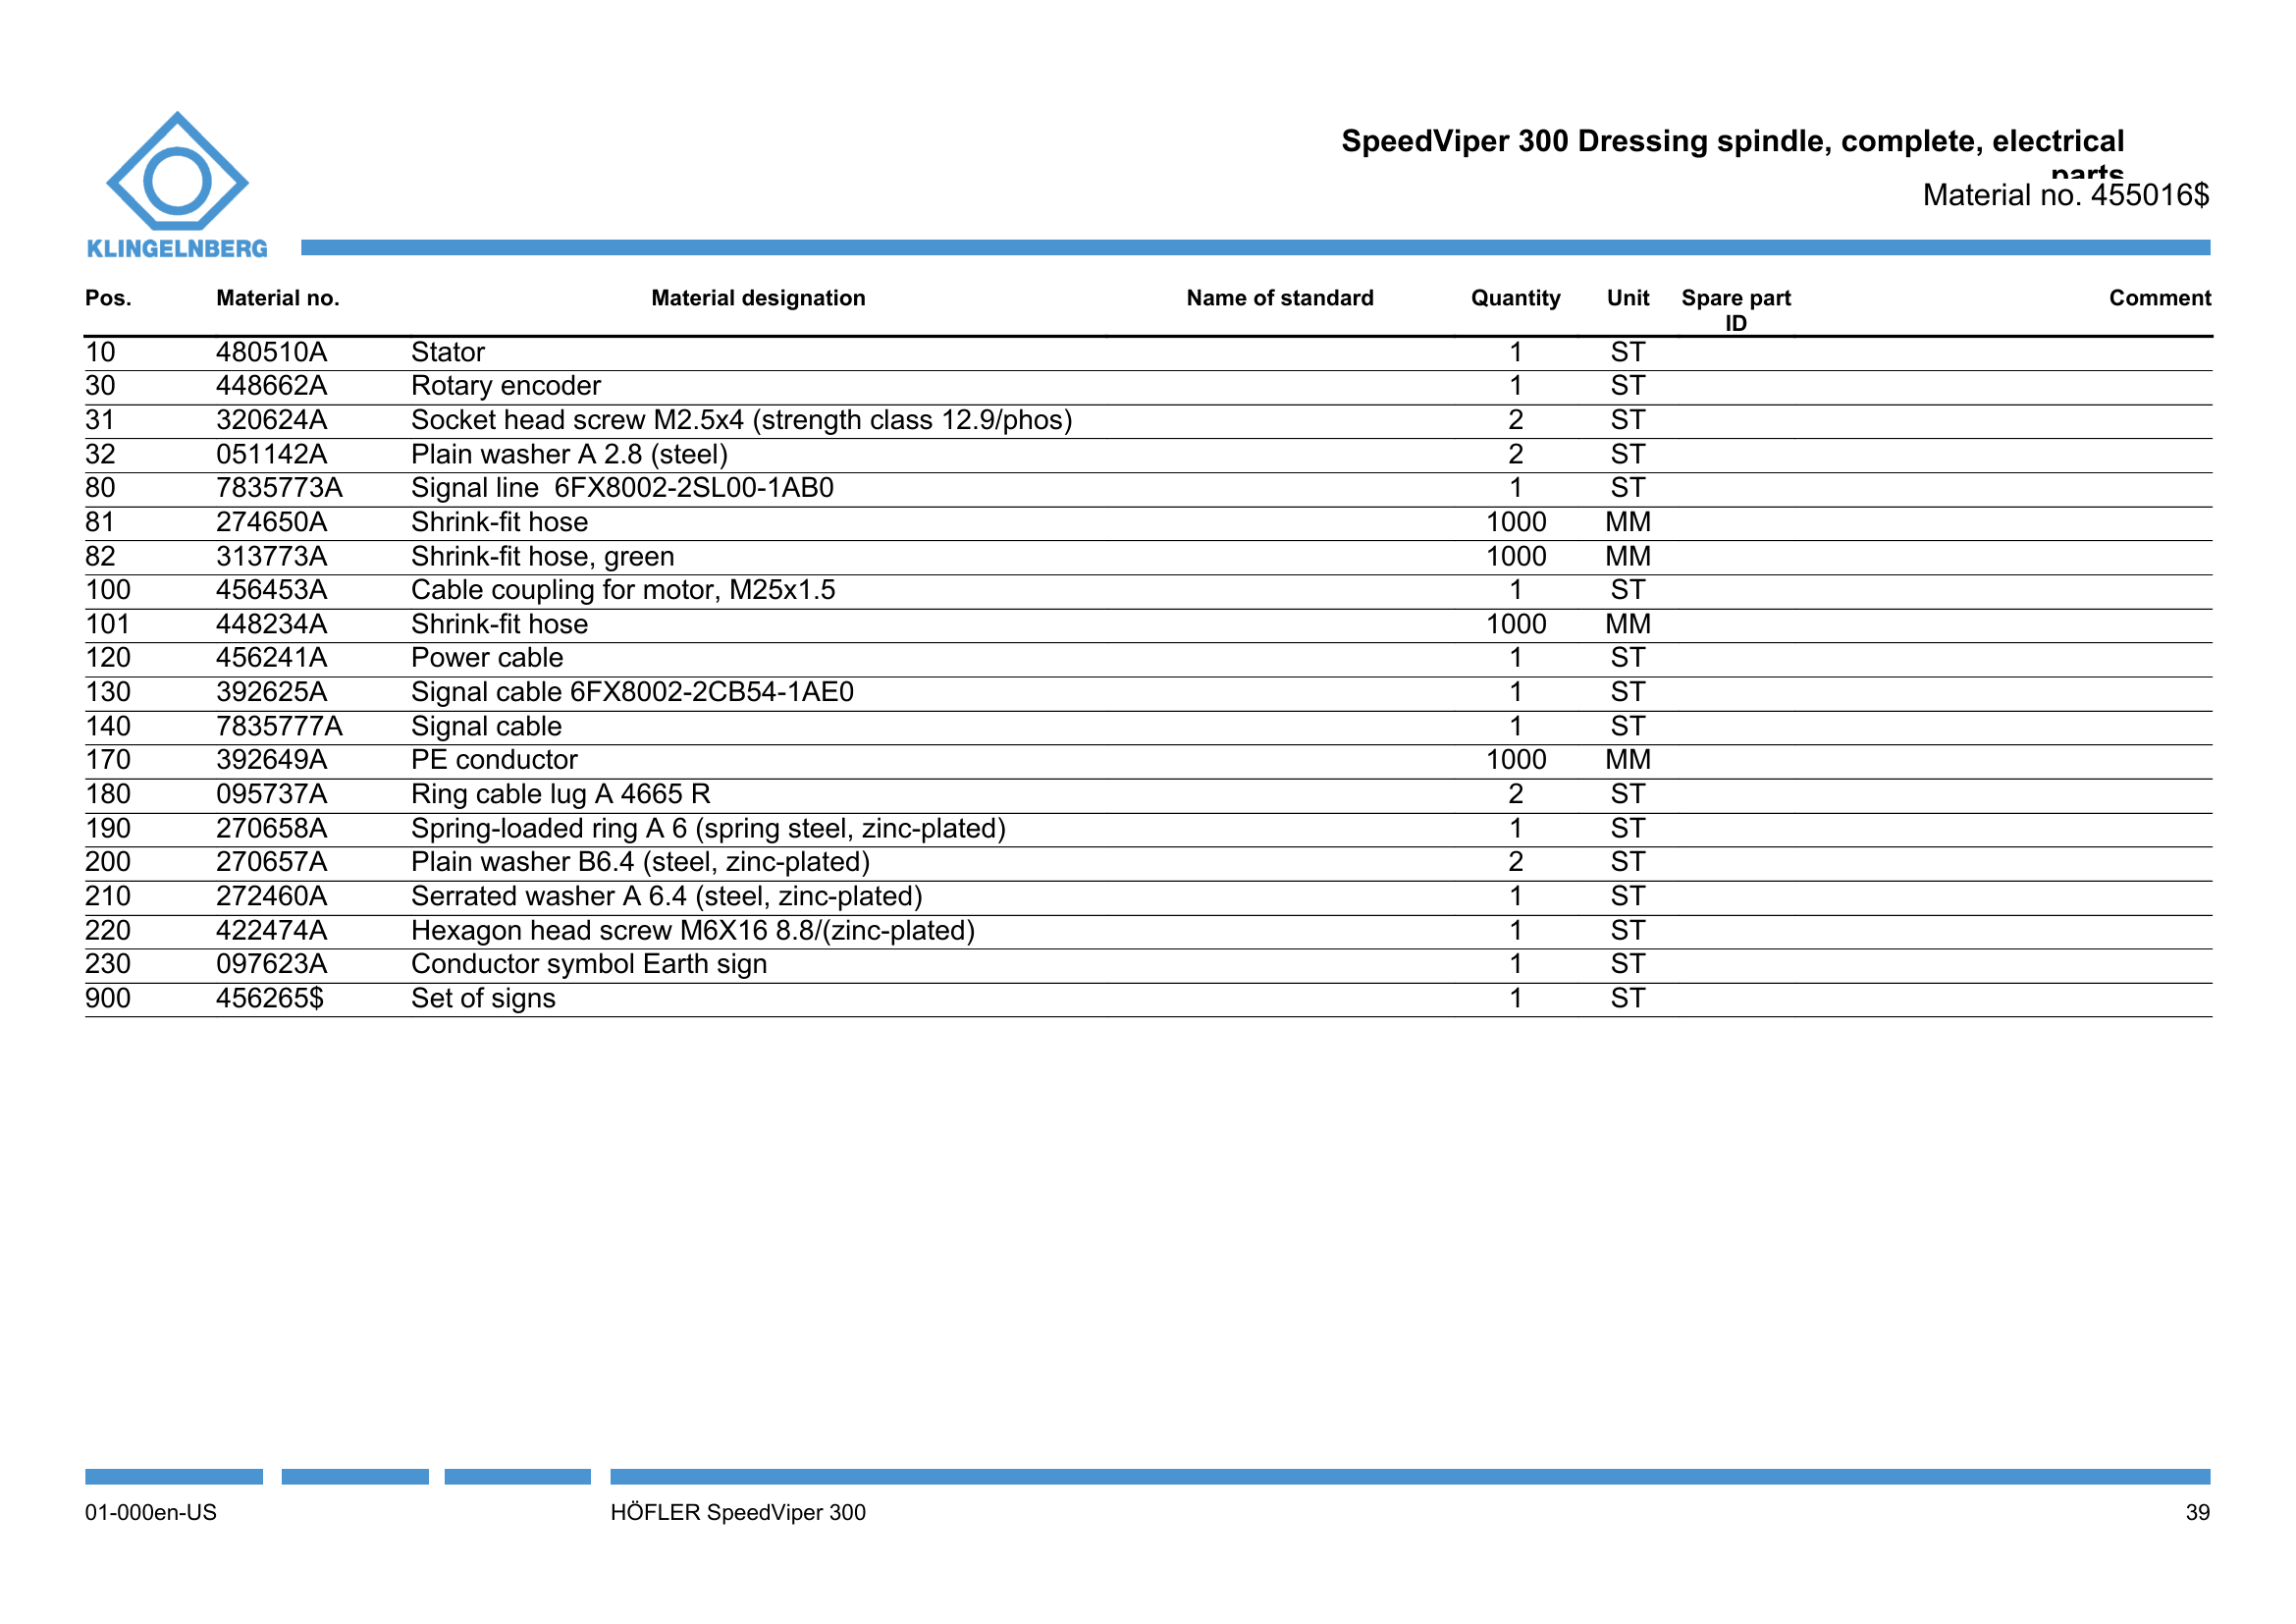 KLINGELNBERG
SpeedViper 300 Dressing spindle, complete, electrical
parts
Material no. 455016$
Pos. Material no. Material designation Name of standard Quantity Unit Spare part ID Comment
10 480510A Stator 1 ST
30 448662A Rotary encoder 1 ST
31 320624A Socket head screw M2.5x4 (strength class 12.9/phos) 2 ST
32 051142A Plain washer A 2.8 (steel) 2 ST
80 7835773A Signal line  6FX8002-2SL00-1AB0 1 ST
81 274650A Shrink-fit hose 1000 MM
82 313773A Shrink-fit hose, green 1000 MM
100 456453A Cable coupling for motor, M25x1.5 1 ST
101 448234A Shrink-fit hose 1000 MM
120 456241A Power cable 1 ST
130 392625A Signal cable 6FX8002-2CB54-1AE0 1 ST
140 7835777A Signal cable 1 ST
170 392649A PE conductor 1000 MM
180 095737A Ring cable lug A 4665 R 2 ST
190 270658A Spring-loaded ring A 6 (spring steel, zinc-plated) 1 ST
200 270657A Plain washer B6.4 (steel, zinc-plated) 2 ST
210 272460A Serrated washer A 6.4 (steel, zinc-plated) 1 ST
220 422474A Hexagon head screw M6X16 8.8/(zinc-plated) 1 ST
230 097623A Conductor symbol Earth sign 1 ST
900 456265$ Set of signs 1 ST
01-000en-US HÖFLER SpeedViper 300 39